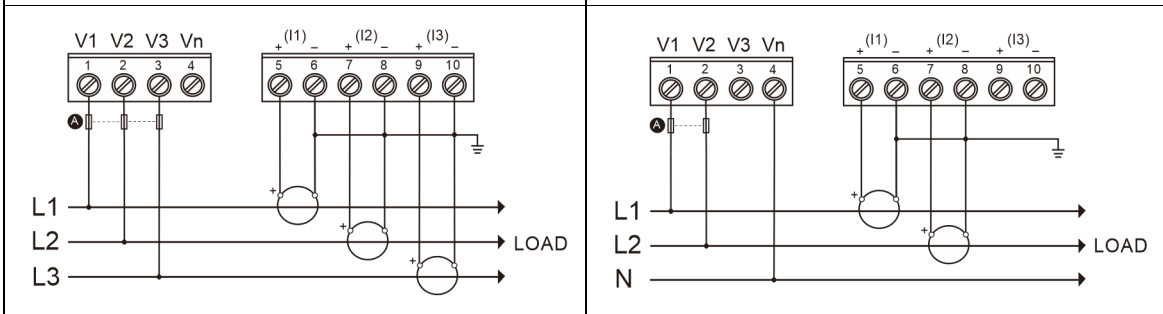 V1 V2 V3 Vn
1 2 3 4
+ (I1) − + (I2) − + (I3) −
5 6 7 8 9 10
A
+
L1
+
L2
LOAD
+
L3
V1 V2 V3 Vn
1 2 3 4
+ (I1) − + (I2) − + (I3) −
5 6 7 8 9 10
A
+
L1
+
L2
LOAD
N